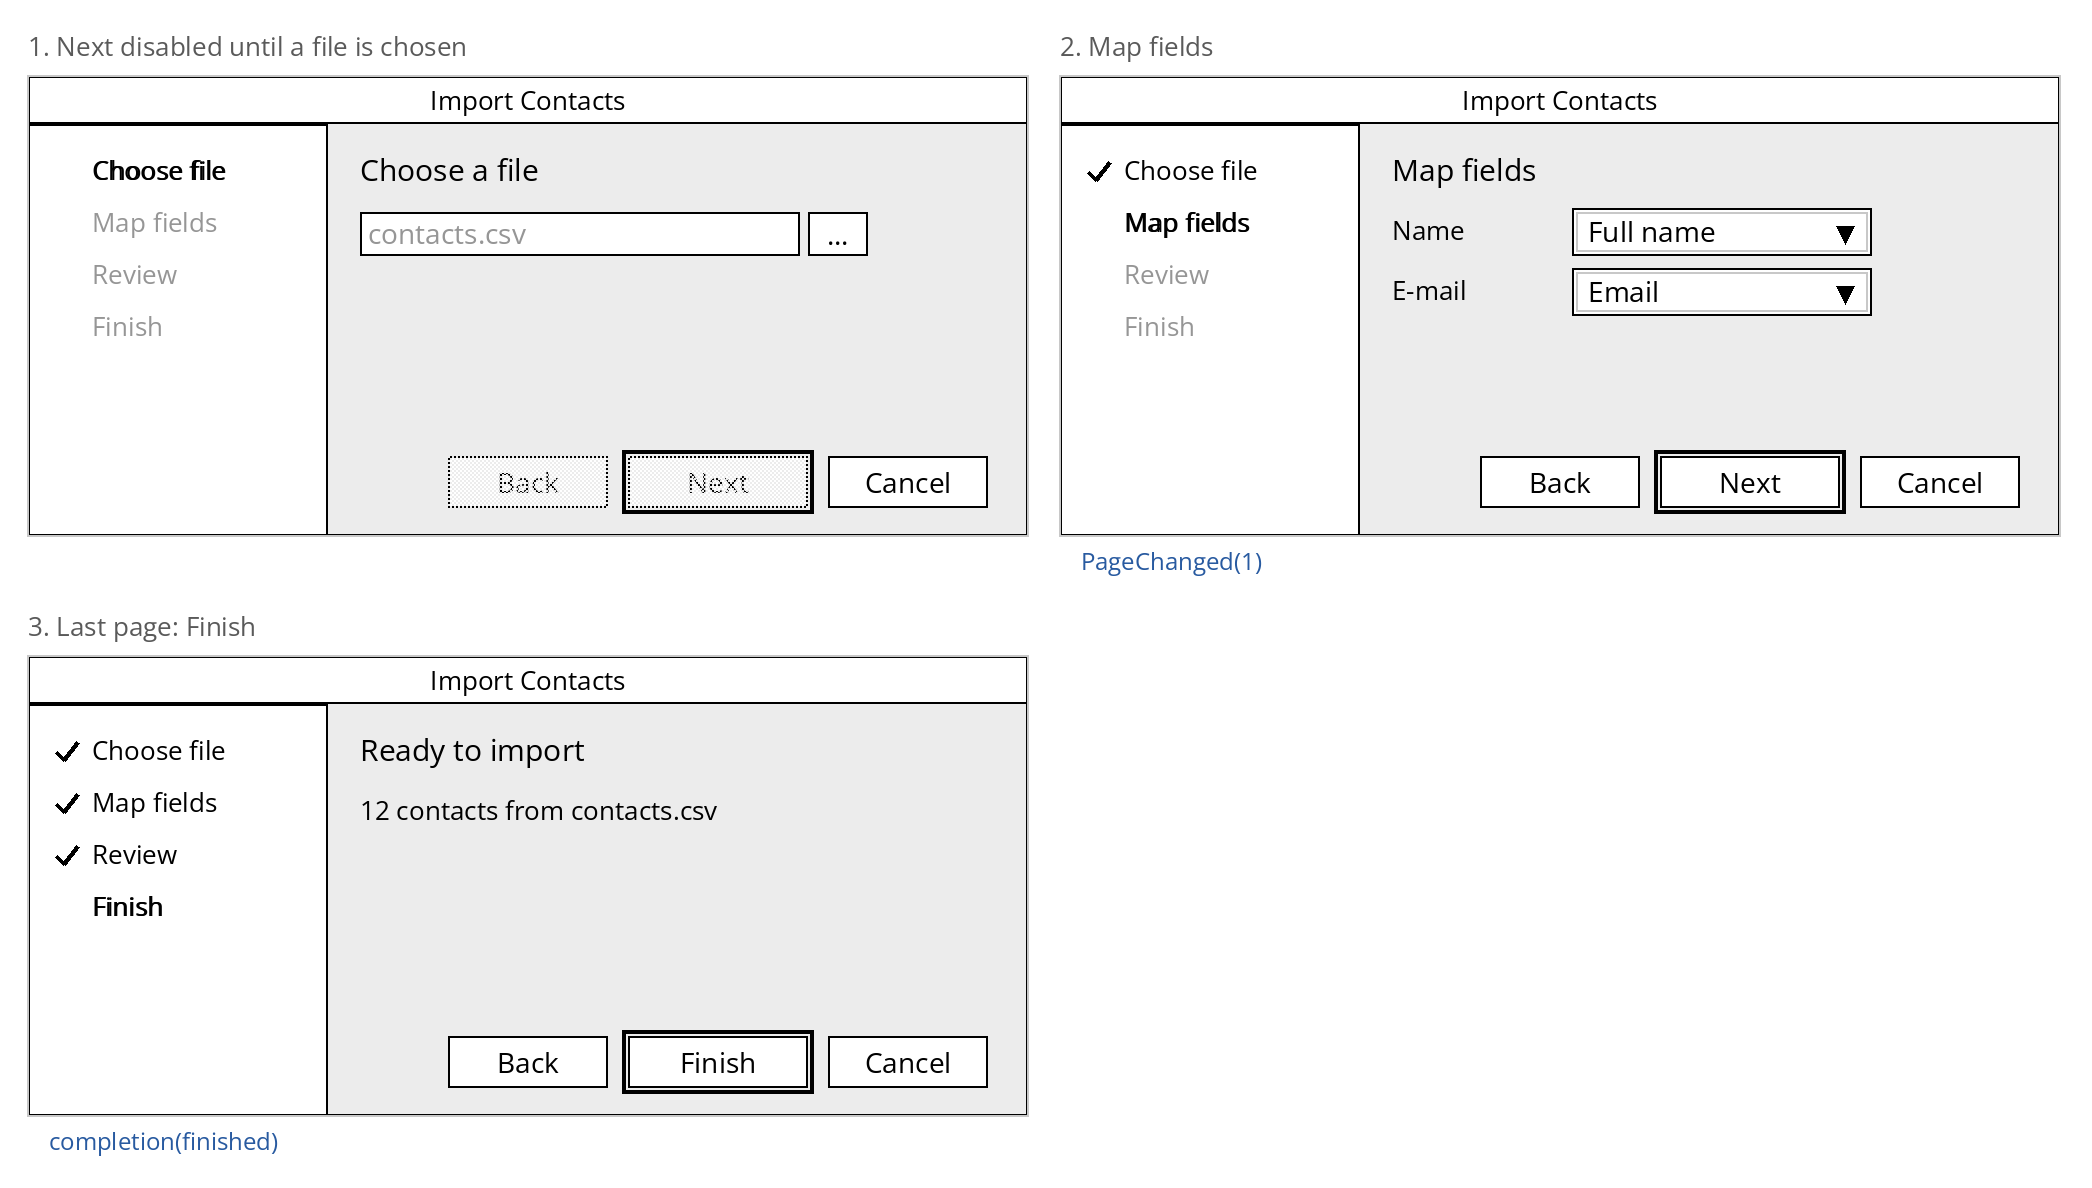 1. Next disabled until a file is chosen
Import Contacts
Choose file
Map fields
Review
Finish
Choose a file
contacts.csv
...
Back
Next
Cancel
2. Map fields
Import Contacts
Choose file
Map fields
Review
Finish
Map fields
Name
Full name
E-mail
Email
Back
Next
Cancel
PageChanged(1)
3. Last page: Finish
Import Contacts
Choose file
Map fields
Review
Finish
Ready to import
12 contacts from contacts.csv
Back
Finish
Cancel
completion(finished)